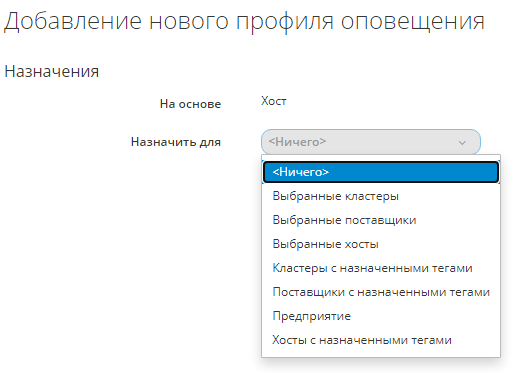 Добавление нового профиля оповещения
Назначения
На основе Хост
Назначить для <Ничего>
<Ничего>
Выбранные кластеры
Выбранные поставщики
Выбранные хосты
Кластеры с назначенными тегами
Поставщики с назначенными тегами
Предприятие
Хосты с назначенными тегами